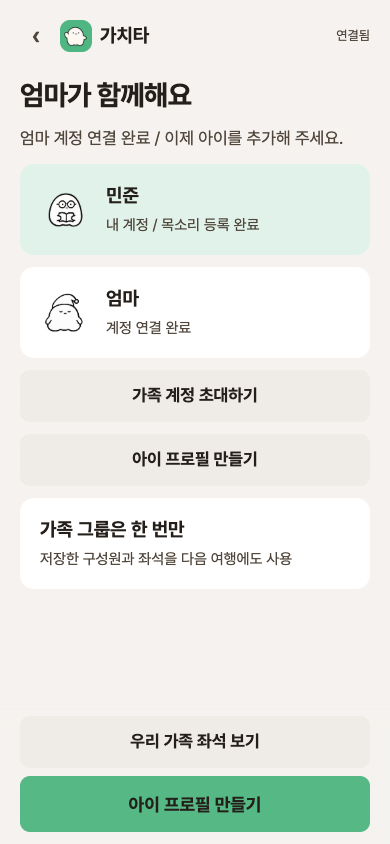 가치타
연결됨
엄마가 함께해요
엄마 계정 연결 완료 / 이제 아이를 추가해 주세요.
민준
내 계정 / 목소리 등록 완료
엄마
계정 연결 완료
가족 계정 초대하기
아이 프로필 만들기
가족 그룹은 한 번만
저장한 구성원과 좌석을 다음 여행에도 사용
우리 가족 좌석 보기
아이 프로필 만들기